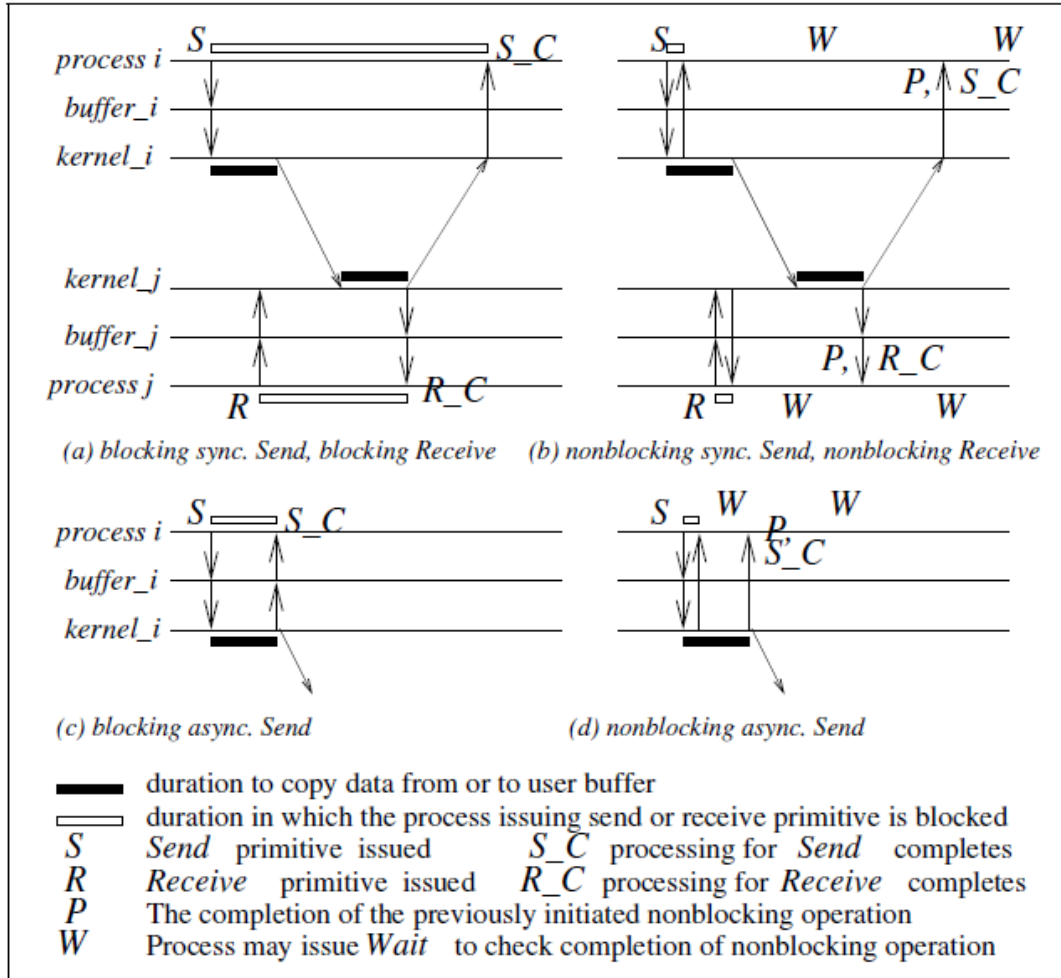 S S_C S W W
process i P, S_C
buffer_i
kernel_i
kernel_j
buffer_j P, R_C
process j R R_C R W W
(a) blocking sync. Send, blocking Receive (b) nonblocking sync. Send, nonblocking Receive
S S_C S W W
process i P,
buffer_i S_C
kernel_i
(c) blocking async. Send (d) nonblocking async. Send
duration to copy data from or to user buffer
duration in which the process issuing send or receive primitive is blocked
S Send primitive issued S_C processing for Send completes
R Receive primitive issued R_C processing for Receive completes
P The completion of the previously initiated nonblocking operation
W Process may issue Wait to check completion of nonblocking operation